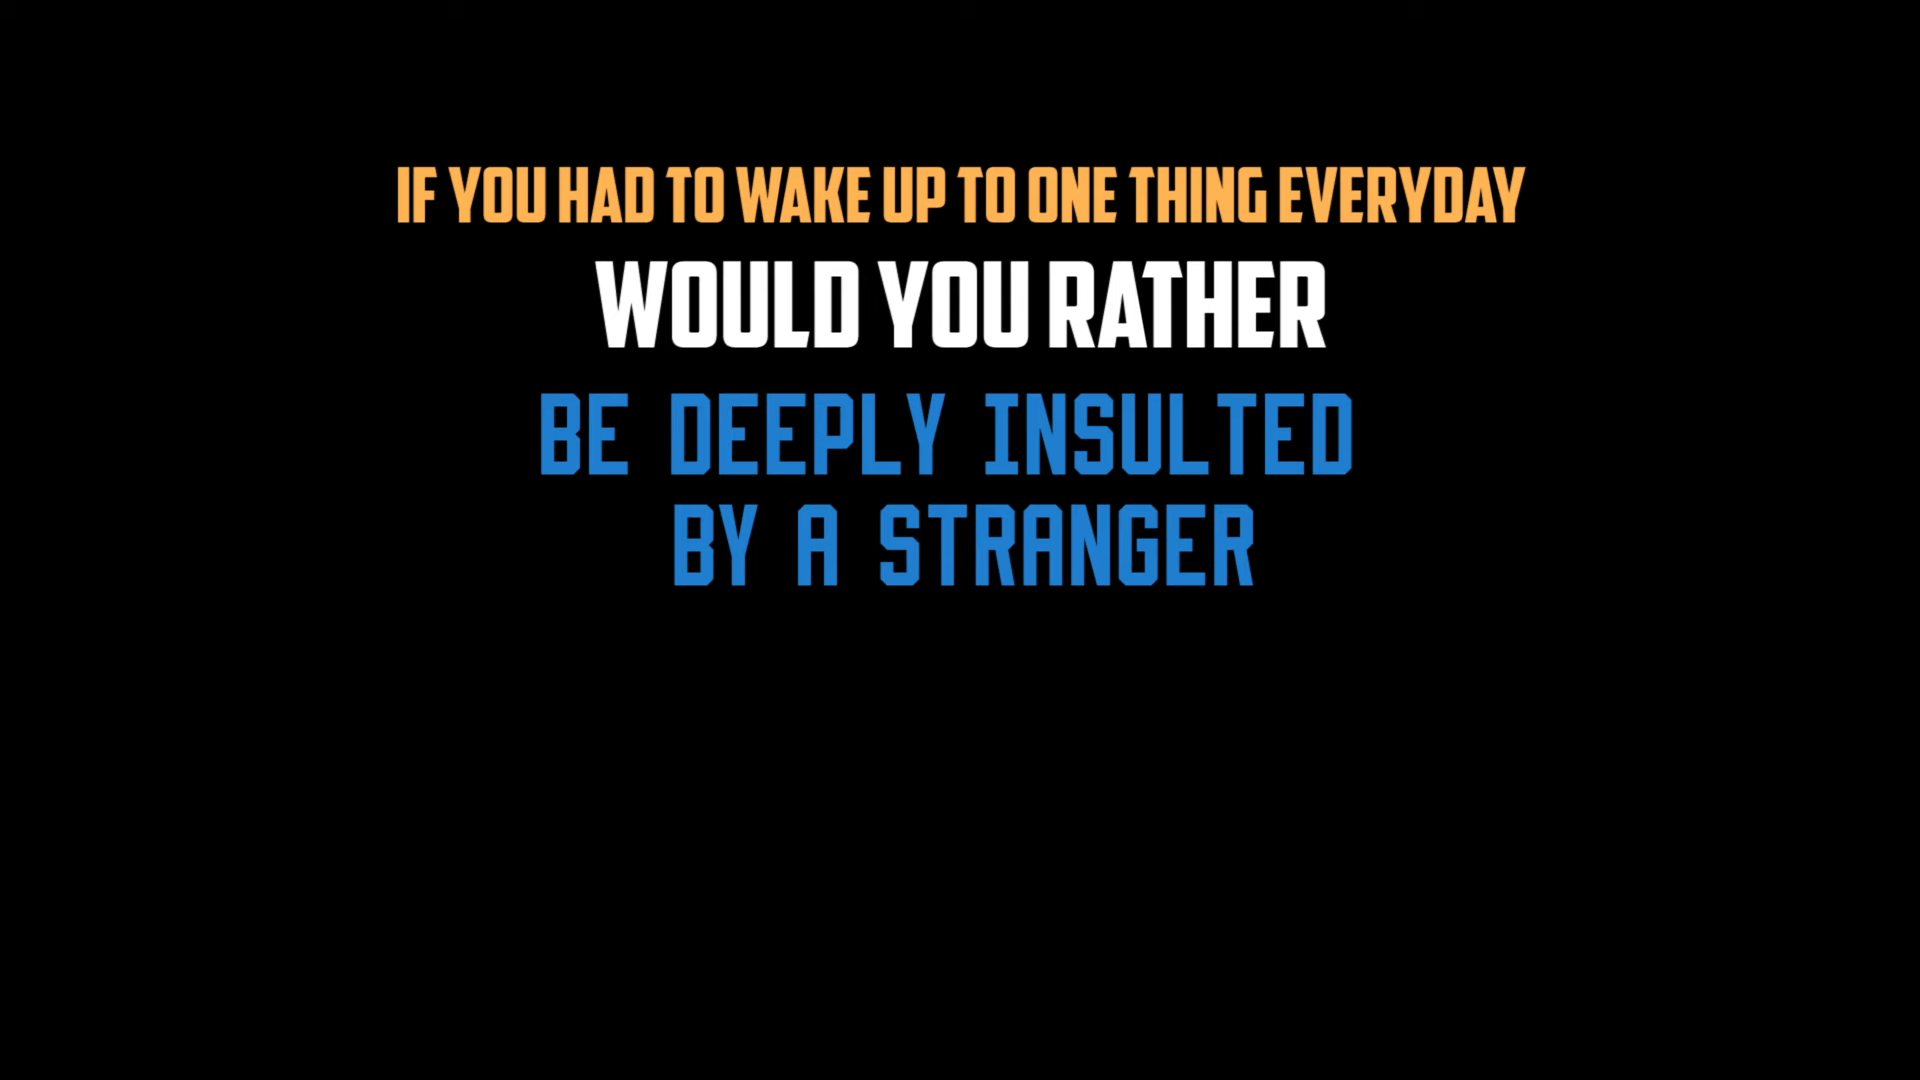 IF YOU HAD TO WAKE UP TO ONE THING EVERYDAY
WOULD YOU RATHER
BE DEEPLY INSULTED
BY A STRANGER